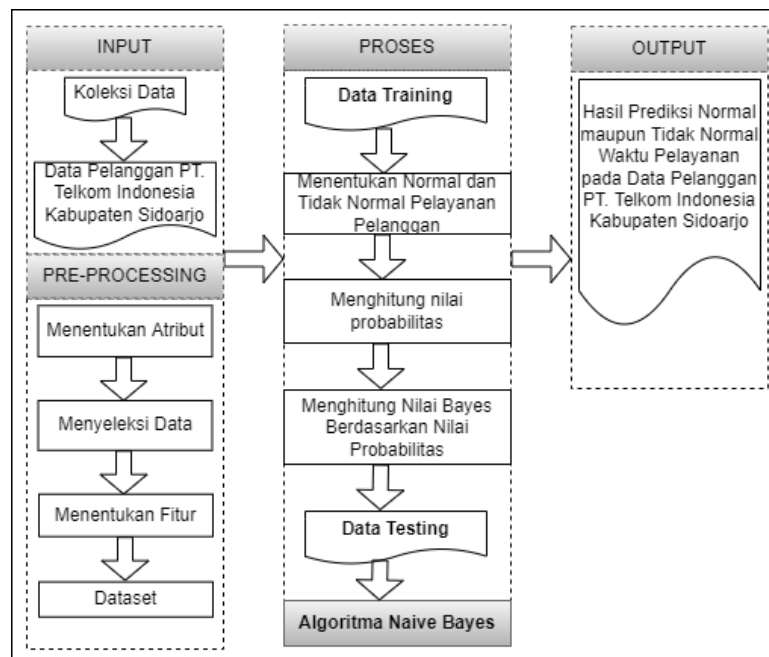 INPUT
Koleksi Data
Data Pelanggan PT.
Telkom Indonesia
Kabupaten Sidoarjo
PRE-PROCESSING
Menentukan Atribut
Menyeleksi Data
Menentukan Fitur
Dataset
PROSES
Data Training
Menentukan Normal dan
Tidak Normal Pelayanan
Pelanggan
Menghitung nilai
probabilitas
Menghitung Nilai Bayes
Berdasarkan Nilai
Probabilitas
Data Testing
Algoritma Naive Bayes
OUTPUT
Hasil Prediksi Normal
maupun Tidak Normal
Waktu Pelayanan
pada Data Pelanggan
PT. Telkom Indonesia
Kabupaten Sidoarjo